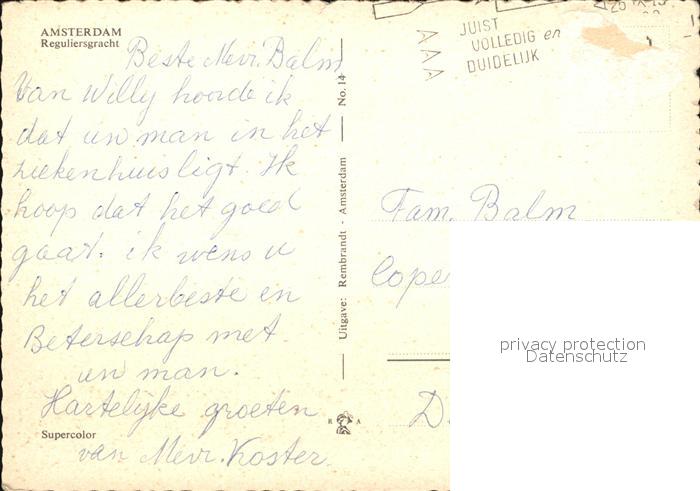 AMSTERDAM
Reguliersgracht
Beste Mevr. Balm
Van Willy hoorde ik
dat uw man in het
ziekenhuis ligt. Ik
hoop dat het goed
gaat. ik wens u
het allerbeste en
Beterschap met
uw man.
Hartelijke groeten
van Mevr. Koster.
Supercolor
Uitgave: Rembrandt - Amsterdam
No. 14
R A
AAA
JUIST
VOLLEDIG en
DUIDELIJK
Fam. Balm
Cope
D.
privacy protection
Datenschutz